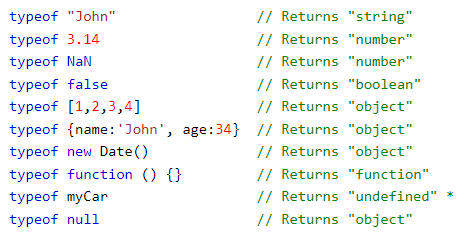 typeof "John"                 // Returns "string"
typeof 3.14                   // Returns "number"
typeof NaN                    // Returns "number"
typeof false                  // Returns "boolean"
typeof [1,2,3,4]              // Returns "object"
typeof {name:'John', age:34}  // Returns "object"
typeof new Date()             // Returns "object"
typeof function () {}         // Returns "function"
typeof myCar                  // Returns "undefined" *
typeof null                   // Returns "object"